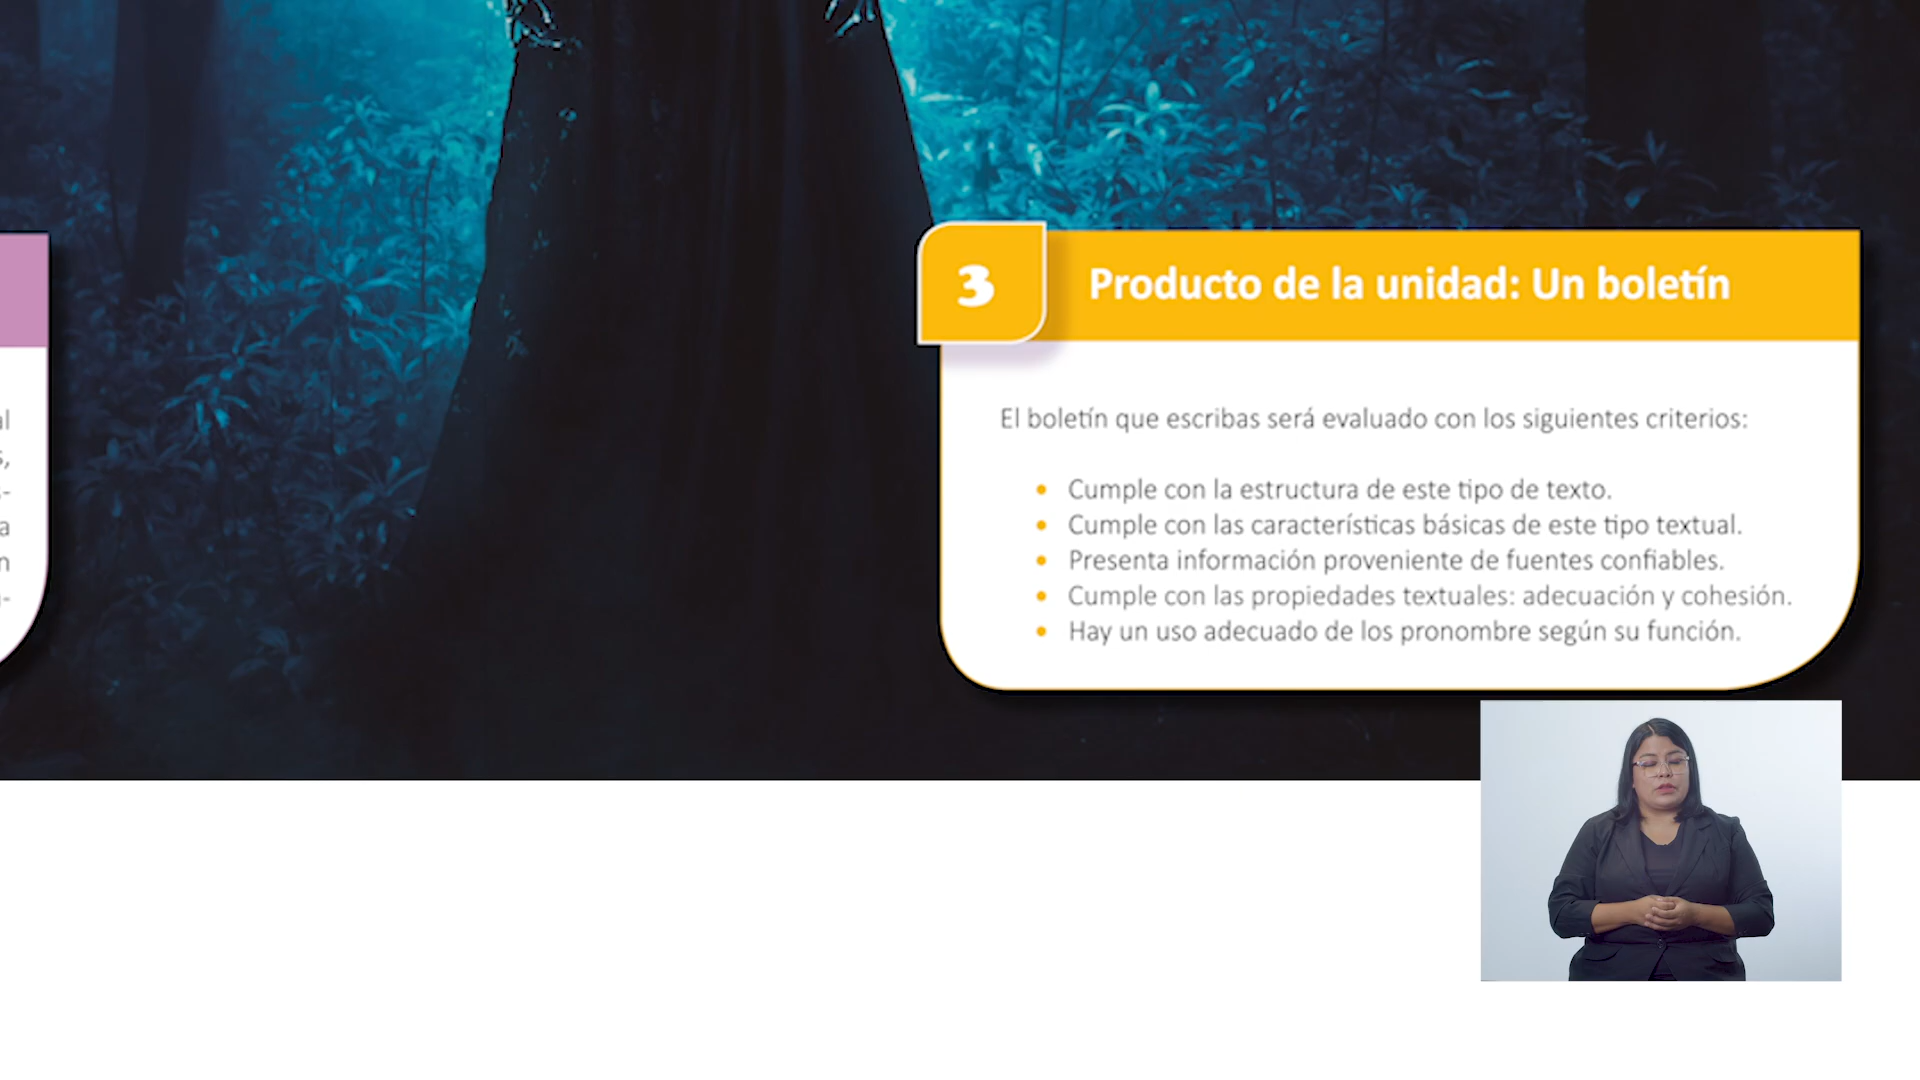 3
Producto de la unidad: Un boletín
El boletín que escribas será evaluado con los siguientes criterios:
• Cumple con la estructura de este tipo de texto.
• Cumple con las características básicas de este tipo textual.
• Presenta información proveniente de fuentes confiables.
• Cumple con las propiedades textuales: adecuación y cohesión.
• Hay un uso adecuado de los pronombre según su función.